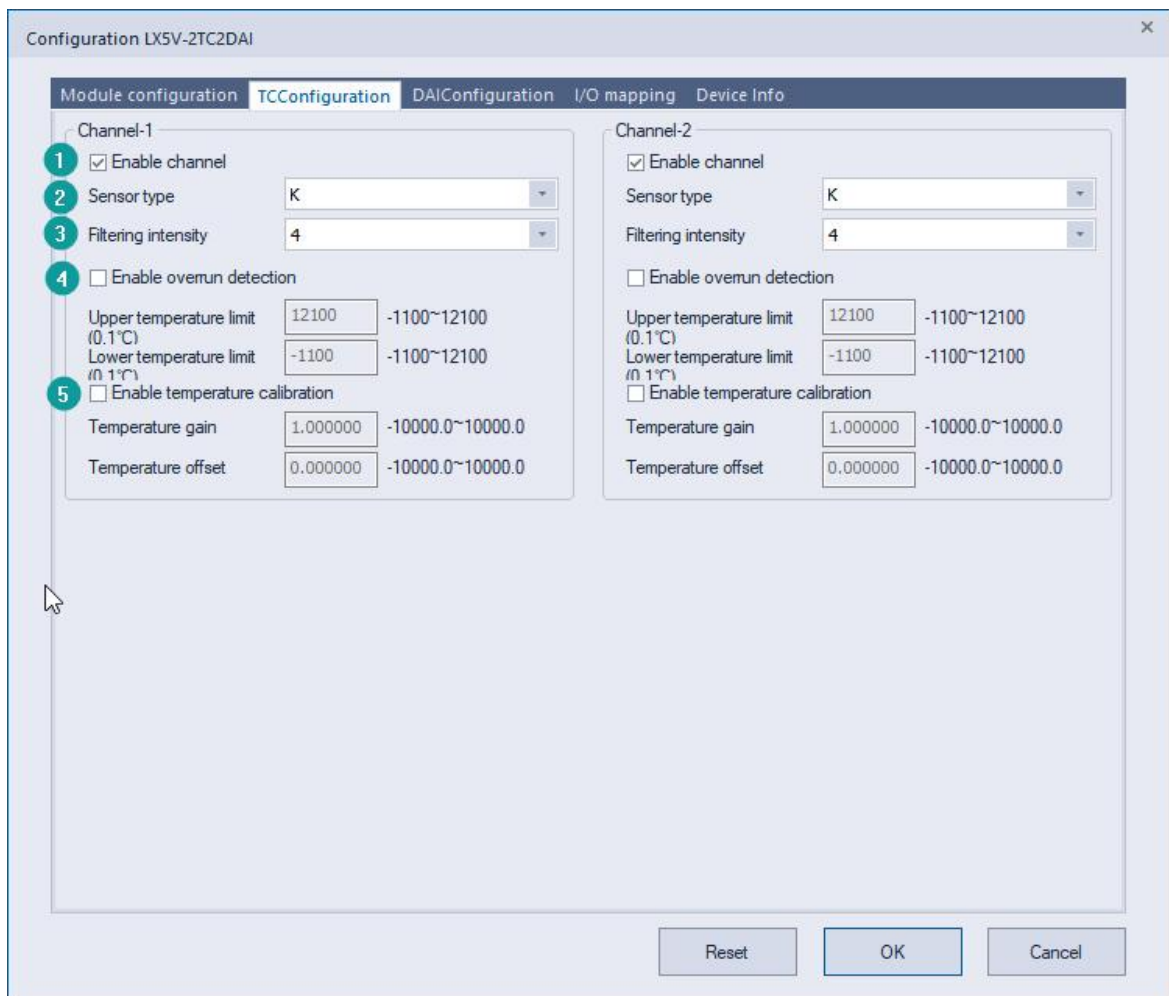 Configuration LX5V-2TC2DAI
Module configuration TCConfiguration DAIConfiguration I/O mapping Device Info
Channel-1
1 Enable channel
2 Sensor type K
3 Filtering intensity 4
4 Enable overrun detection
Upper temperature limit 12100 -1100~12100
(0.1°C)
Lower temperature limit -1100 -1100~12100
(0.1°C)
5 Enable temperature calibration
Temperature gain 1.000000 -10000.0~10000.0
Temperature offset 0.000000 -10000.0~10000.0
Channel-2
Enable channel
Sensor type K
Filtering intensity 4
Enable overrun detection
Upper temperature limit 12100 -1100~12100
(0.1°C)
Lower temperature limit -1100 -1100~12100
(0.1°C)
Enable temperature calibration
Temperature gain 1.000000 -10000.0~10000.0
Temperature offset 0.000000 -10000.0~10000.0
Reset OK Cancel